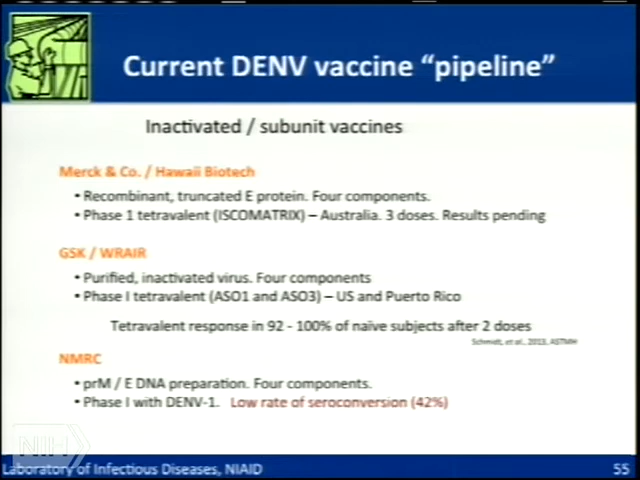 Current DENV vaccine “pipeline”
Inactivated / subunit vaccines
Merck & Co. / Hawaii Biotech
• Recombinant, truncated E protein. Four components.
• Phase 1 tetravalent (ISCOMATRIX) – Australia. 3 doses. Results pending
GSK / WRAIR
• Purified, inactivated virus. Four components
• Phase I tetravalent (ASO1 and ASO3) – US and Puerto Rico
Tetravalent response in 92 - 100% of naïve subjects after 2 doses
Schmidt, et al., 2013, ASTMH
NMRC
• prM / E DNA preparation. Four components.
• Phase I with DENV-1. Low rate of seroconversion (42%)
NIH
Laboratory of Infectious Diseases, NIAID 55